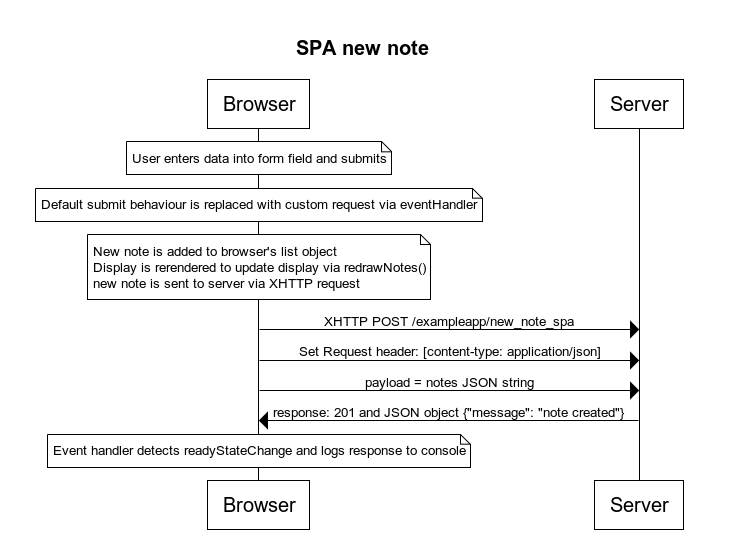 SPA new note
Browser
Server
User enters data into form field and submits
Default submit behaviour is replaced with custom request via eventHandler
New note is added to browser's list object
Display is rerendered to update display via redrawNotes()
new note is sent to server via XHTTP request
XHTTP POST /exampleapp/new_note_spa
Set Request header: [content-type: application/json]
payload = notes JSON string
response: 201 and JSON object {"message": "note created"}
Event handler detects readyStateChange and logs response to console
Browser
Server